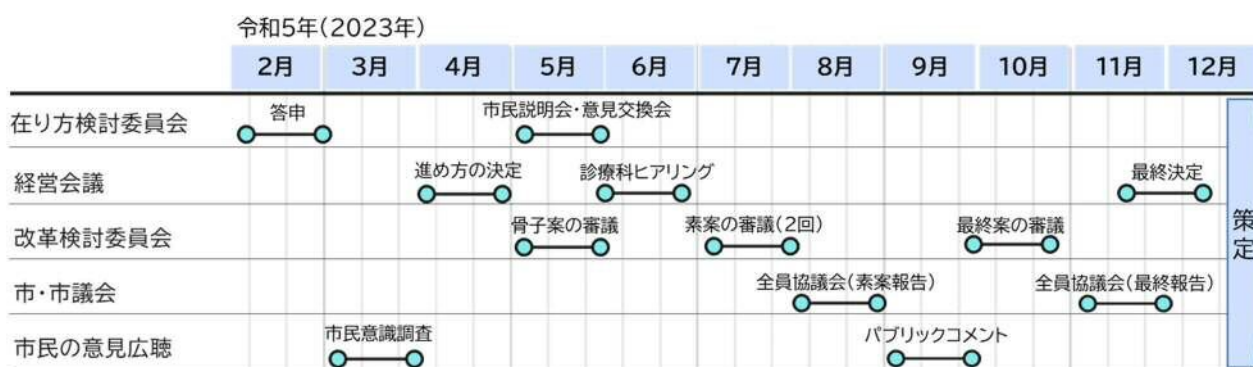 令和5年(2023年)
2月 3月 4月 5月 6月 7月 8月 9月 10月 11月 12月
在り方検討委員会 答申 市民説明会・意見交換会
経営会議 進め方の決定 診療科ヒアリング 最終決定
改革検討委員会 骨子案の審議 素案の審議(2回) 最終案の審議
市・市議会 全員協議会(素案報告) 全員協議会(最終報告)
市民の意見広聴 市民意識調査 パブリックコメント
策定